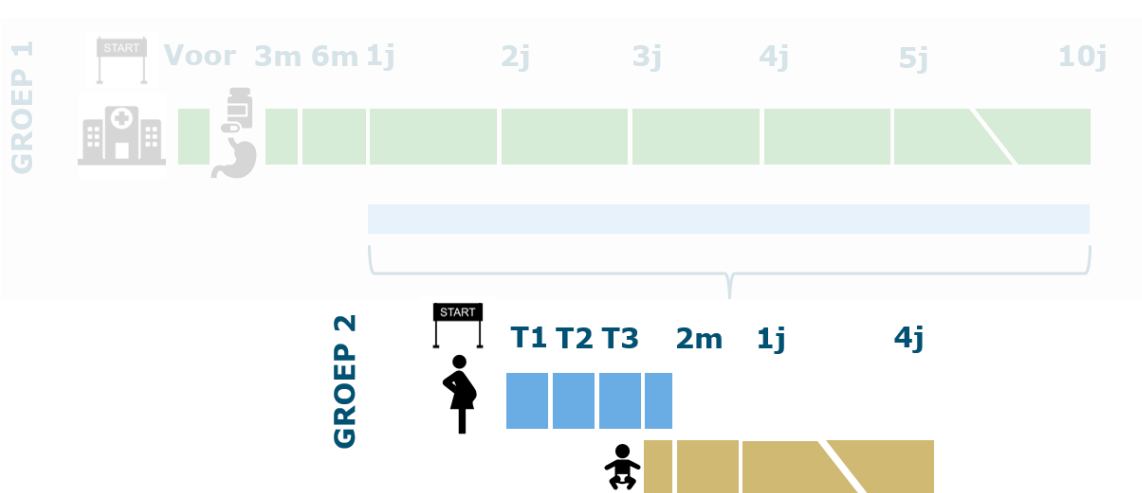 GROEP 1
START
Voor 3m 6m 1j 2j 3j 4j 5j 10j
GROEP 2
START
T1 T2 T3 2m 1j 4j